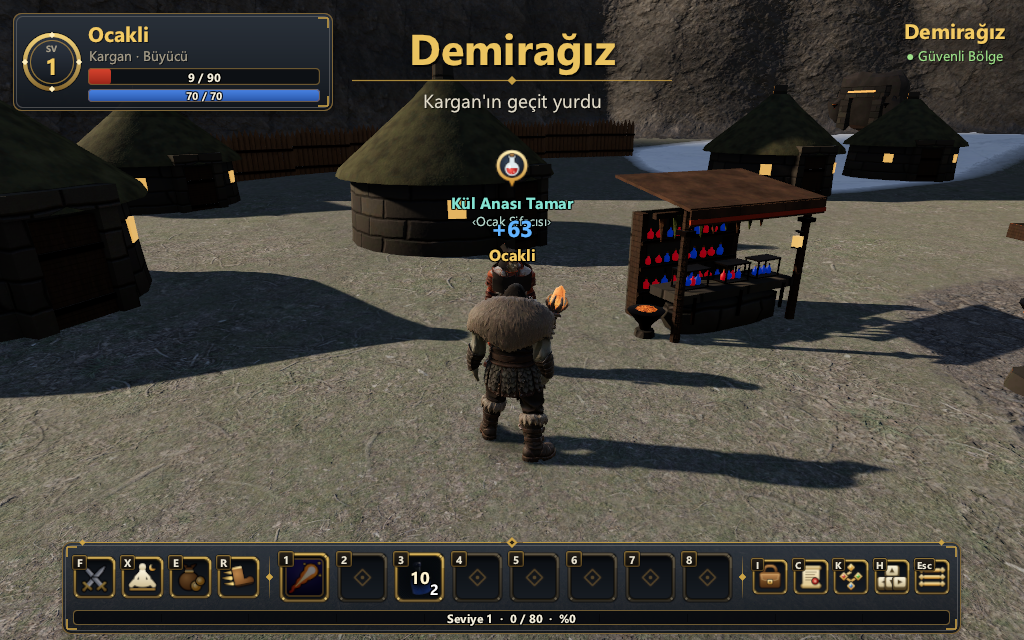 SV
1
Ocakli
Kargan · Büyücü
9 / 90
70 / 70
Demirağız
Kargan'ın geçit yurdu
Demirağız
Güvenli Bölge
Kül Anası Tamar
‹Ocak Şifacısı›
+63
Ocakli
F X E R 1 2 3 4 5 6 7 8 I C K H Esc
10
2
Seviye 1 · 0 / 80 · %0